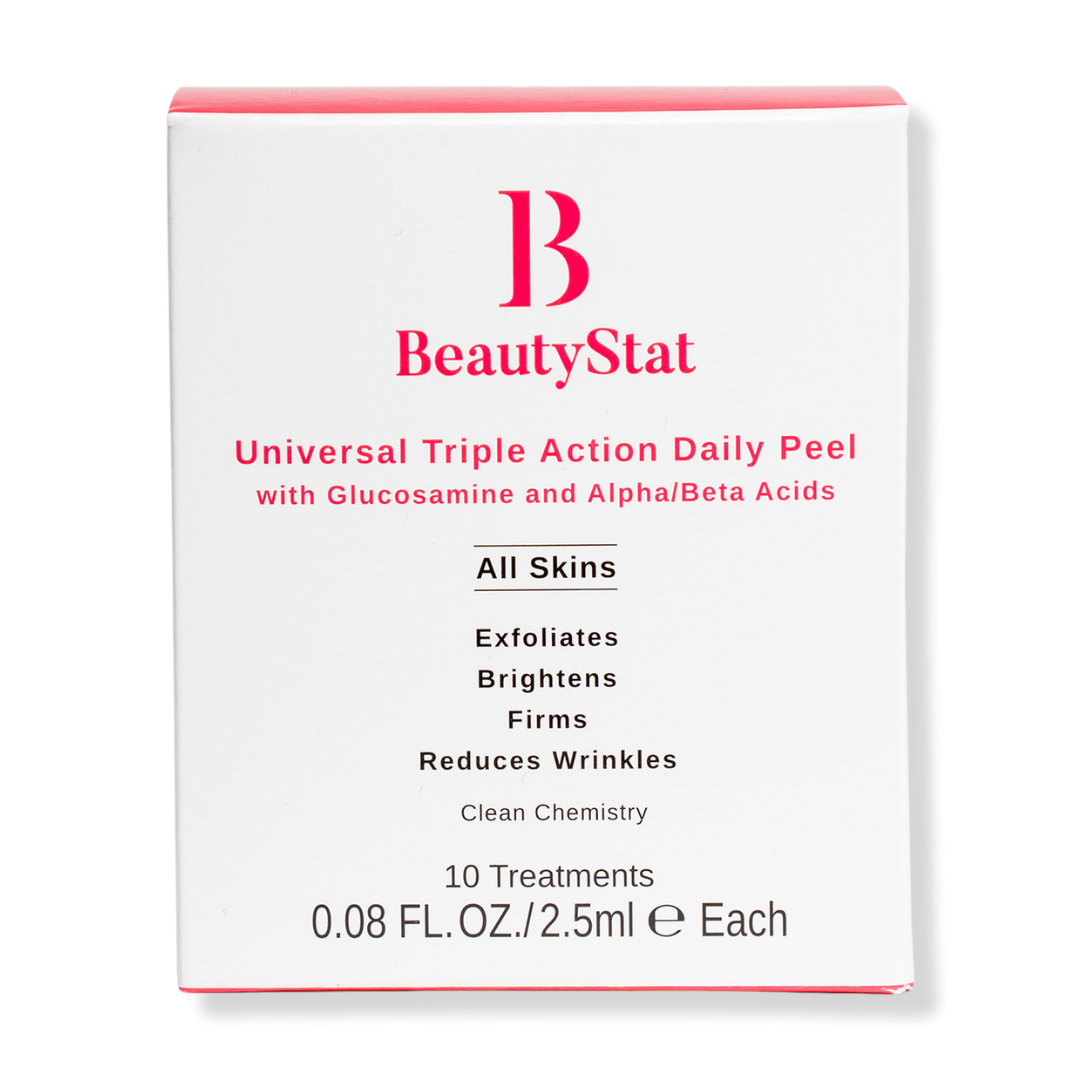 B
BeautyStat
Universal Triple Action Daily Peel
with Glucosamine and Alpha/Beta Acids
All Skins
Exfoliates
Brightens
Firms
Reduces Wrinkles
Clean Chemistry
10 Treatments
0.08 FL.OZ./2.5ml ℮ Each